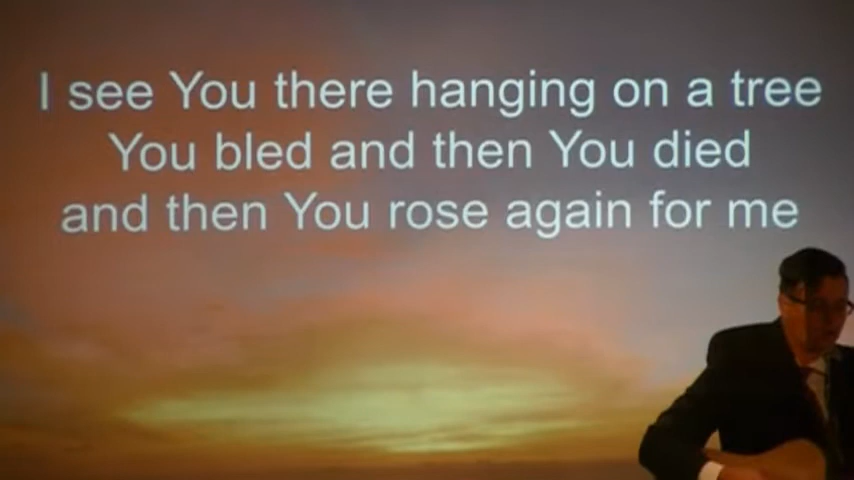 I see You there hanging on a tree
You bled and then You died
and then You rose again for me